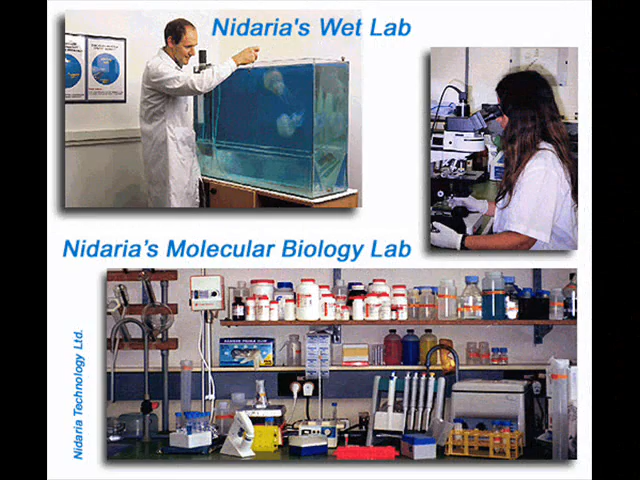 Nidaria's Wet Lab
Nidaria's Molecular Biology Lab
Nidaria Technology Ltd.